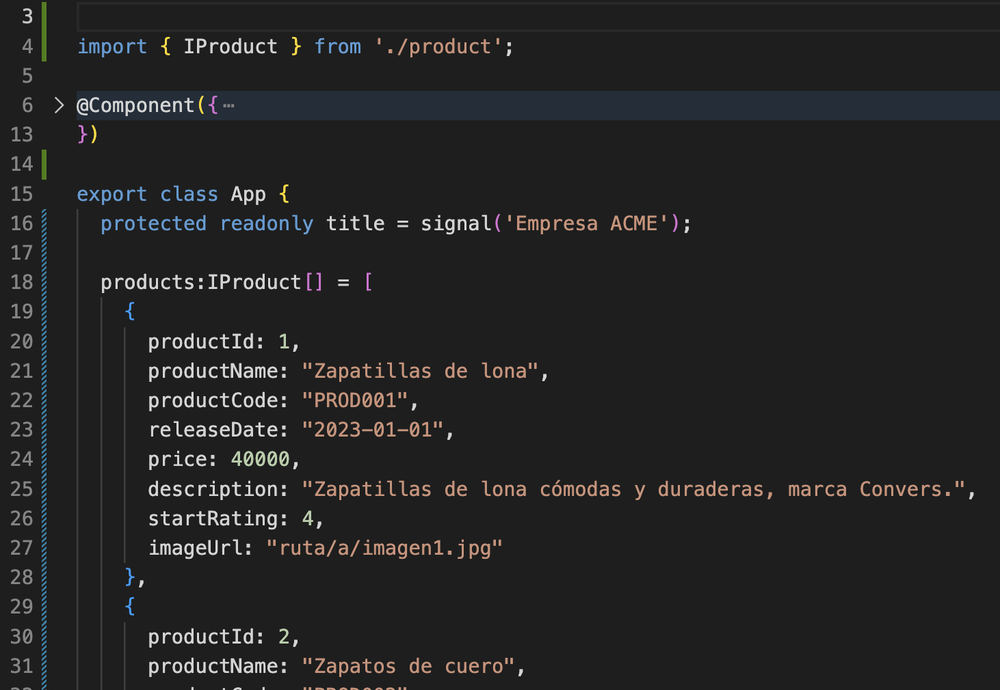 3
4 import { IProduct } from './product';
5
6 > @Component({ ⋯
13 })
14
15 export class App {
16 protected readonly title = signal('Empresa ACME');
17
18 products:IProduct[] = [
19 {
20 productId: 1,
21 productName: "Zapatillas de lona",
22 productCode: "PROD001",
23 releaseDate: "2023-01-01",
24 price: 40000,
25 description: "Zapatillas de lona cómodas y duraderas, marca Convers.",
26 startRating: 4,
27 imageUrl: "ruta/a/imagen1.jpg"
28 },
29 {
30 productId: 2,
31 productName: "Zapatos de cuero",